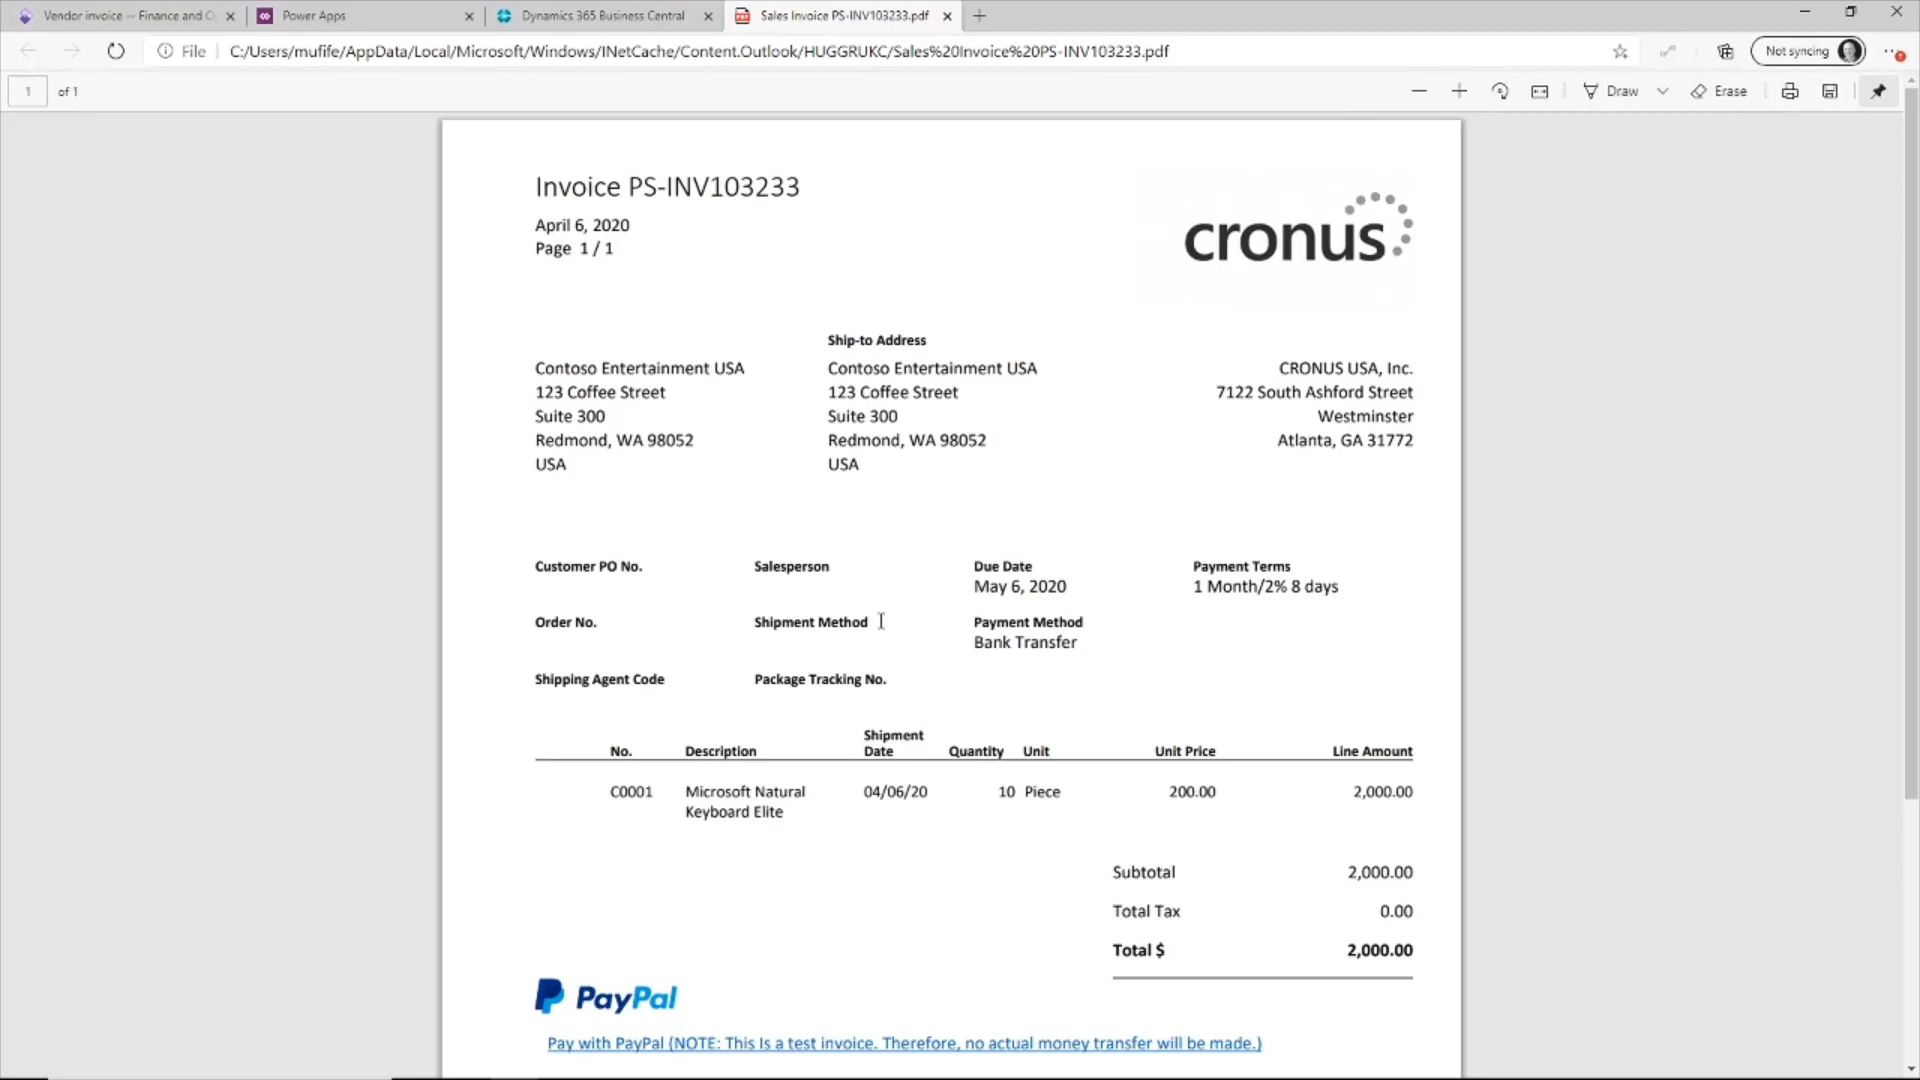 Vendor invoice -- Finance and O
Power Apps
Dynamics 365 Business Central
Sales Invoice PS-INV103233.pdf
File
C:/Users/mufife/AppData/Local/Microsoft/Windows/INetCache/Content.Outlook/HUGGRUKC/Sales%20Invoice%20PS-INV103233.pdf
Not syncing
1 of 1
Draw
Erase
Invoice PS-INV103233
April 6, 2020
Page 1 / 1
cronus
Ship-to Address
Contoso Entertainment USA Contoso Entertainment USA CRONUS USA, Inc.
123 Coffee Street 123 Coffee Street 7122 South Ashford Street
Suite 300 Suite 300 Westminster
Redmond, WA 98052 Redmond, WA 98052 Atlanta, GA 31772
USA USA
Customer PO No. Salesperson Due Date Payment Terms
May 6, 2020 1 Month/2% 8 days
Order No. Shipment Method Payment Method
Bank Transfer
Shipping Agent Code Package Tracking No.
Shipment
No. Description Date Quantity Unit Unit Price Line Amount
C0001 Microsoft Natural 04/06/20 10 Piece 200.00 2,000.00
Keyboard Elite
Subtotal 2,000.00
Total Tax 0.00
Total $ 2,000.00
PayPal
Pay with PayPal (NOTE: This Is a test invoice. Therefore, no actual money transfer will be made.)